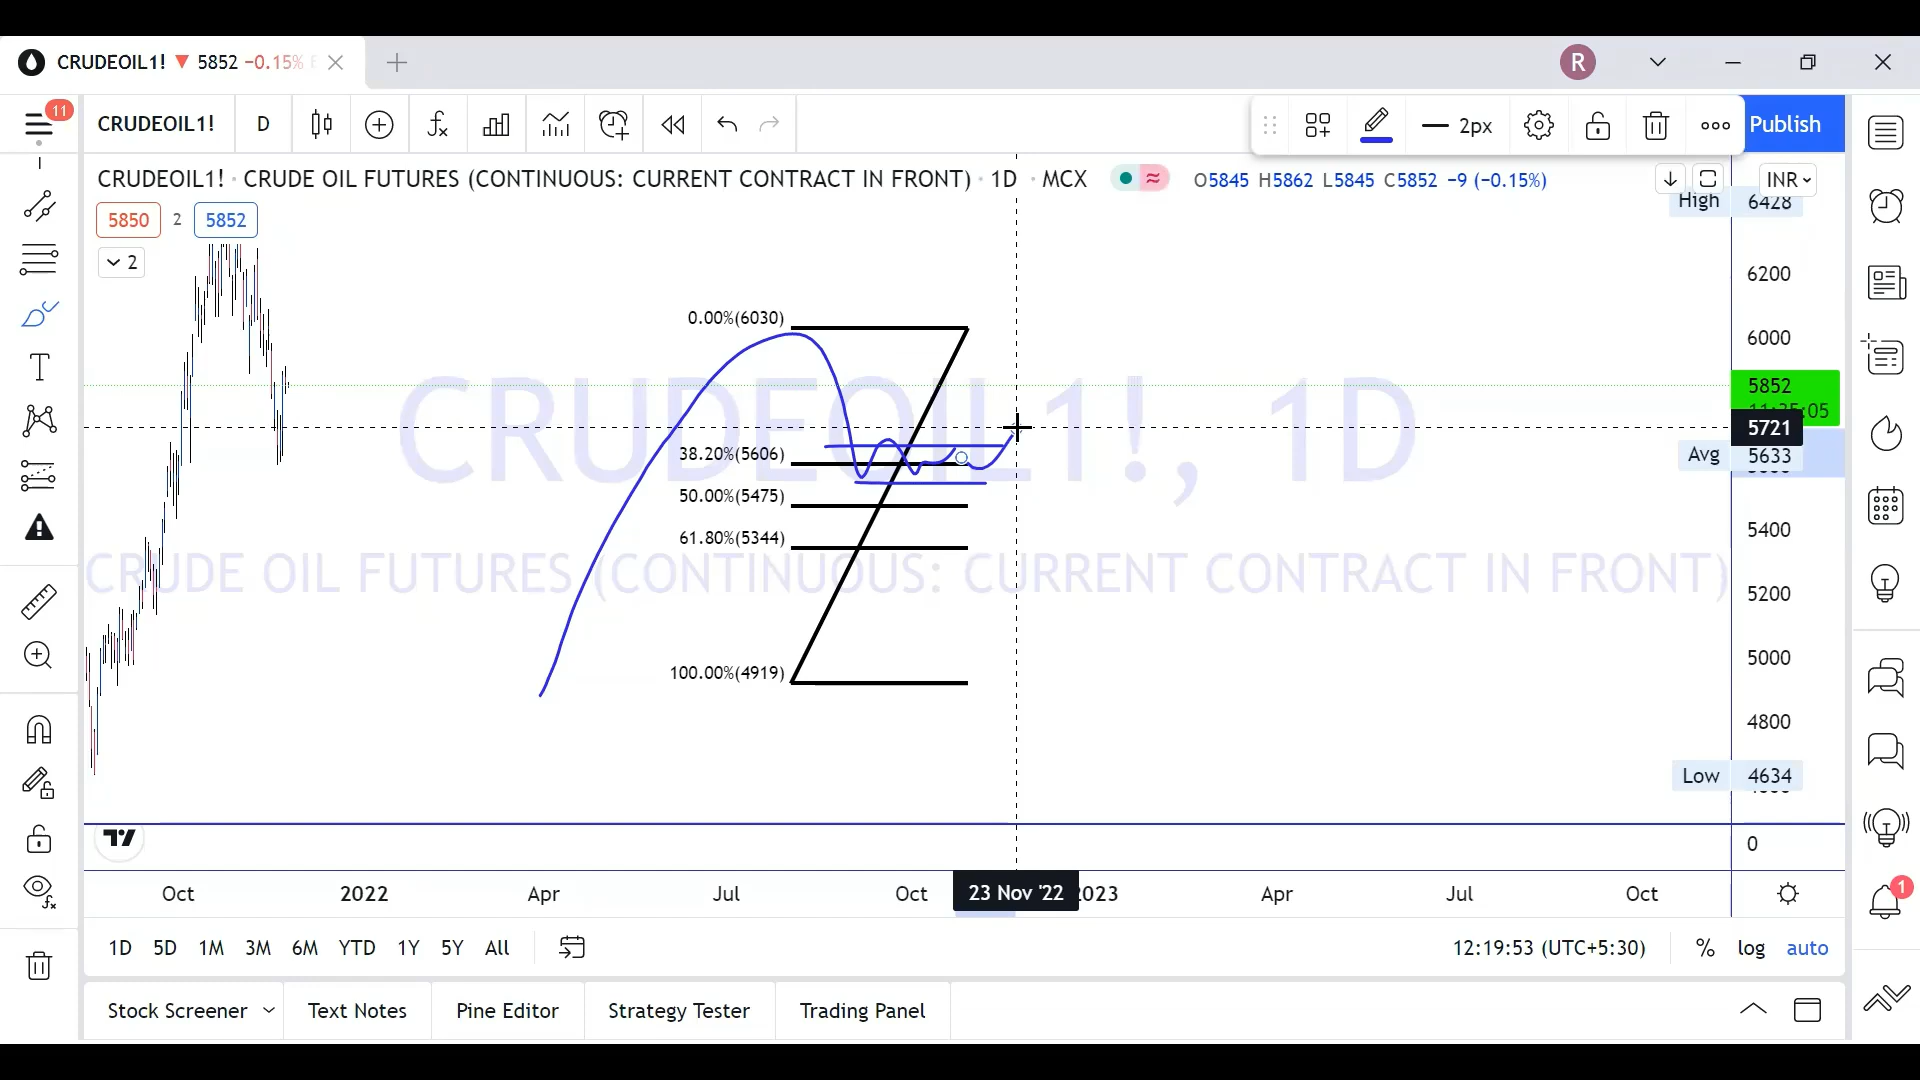 CRUDEOIL1! ▼ 5852 −0.15%
R
11
CRUDEOIL1! D
2px
Publish
CRUDEOIL1! · CRUDE OIL FUTURES (CONTINUOUS: CURRENT CONTRACT IN FRONT) · 1D · MCX
O5845 H5862 L5845 C5852 −9 (−0.15%)
INR
5850 2 5852
2
High 6428
6200
6000
5852
5721
Avg 5633
5400
5200
5000
4800
Low 4634
0
CRUDEOIL1!, 1D
CRUDE OIL FUTURES (CONTINUOUS: CURRENT CONTRACT IN FRONT)
0.00%(6030)
38.20%(5606)
50.00%(5475)
61.80%(5344)
100.00%(4919)
Oct 2022 Apr Jul Oct 23 Nov '22 2023 Apr Jul Oct
1
1D 5D 1M 3M 6M YTD 1Y 5Y All
12:19:53 (UTC+5:30) % log auto
Stock Screener Text Notes Pine Editor Strategy Tester Trading Panel